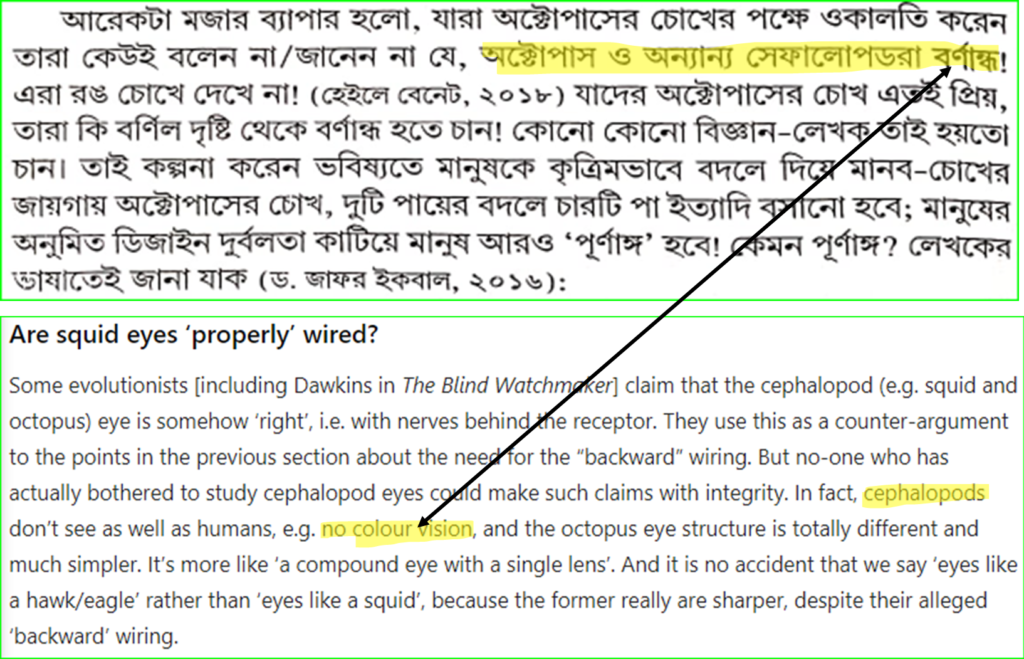 আরেকটা মজার ব্যাপার হলো, যারা অক্টোপাসের চোখের পক্ষে ওকালতি করেন
তারা কেউই বলেন না/জানেন না যে, অক্টোপাস ও অন্যান্য সেফালোপডরা বর্ণান্ধ!
এরা রঙ চোখে দেখে না! (হেইলে বেনেট, ২০১৮) যাদের অক্টোপাসের চোখ এতই প্রিয়,
তারা কি বর্ণিল দৃষ্টি থেকে বর্ণান্ধ হতে চান! কোনো কোনো বিজ্ঞান-লেখক তাই হয়তো
চান। তাই কল্পনা করেন ভবিষ্যতে মানুষকে কৃত্রিমভাবে বদলে দিয়ে মানব-চোখের
জায়গায় অক্টোপাসের চোখ, দুটি পায়ের বদলে চারটি পা ইত্যাদি বসানো হবে; মানুষের
অনুমিত ডিজাইন দুর্বলতা কাটিয়ে মানুষ আরও ‘পূর্ণাঙ্গ’ হবে! কেমন পূর্ণাঙ্গ? লেখকের
ভাষাতেই জানা যাক (ড. জাফর ইকবাল, ২০১৬):
Are squid eyes ‘properly’ wired?
Some evolutionists [including Dawkins in The Blind Watchmaker] claim that the cephalopod (e.g. squid and
octopus) eye is somehow ‘right’, i.e. with nerves behind the receptor. They use this as a counter-argument
to the points in the previous section about the need for the “backward” wiring. But no-one who has
actually bothered to study cephalopod eyes could make such claims with integrity. In fact, cephalopods
don’t see as well as humans, e.g. no colour vision, and the octopus eye structure is totally different and
much simpler. It’s more like ‘a compound eye with a single lens’. And it is no accident that we say ‘eyes like
a hawk/eagle’ rather than ‘eyes like a squid’, because the former really are sharper, despite their alleged
‘backward’ wiring.